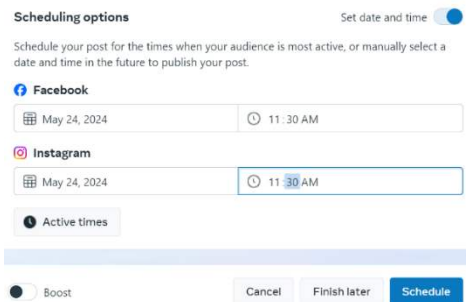 Scheduling options
Set date and time
Schedule your post for the times when your audience is most active, or manually select a
date and time in the future to publish your post.
Facebook
May 24, 2024
11:30 AM
Instagram
May 24, 2024
11:30 AM
Active times
Boost
Cancel
Finish later
Schedule